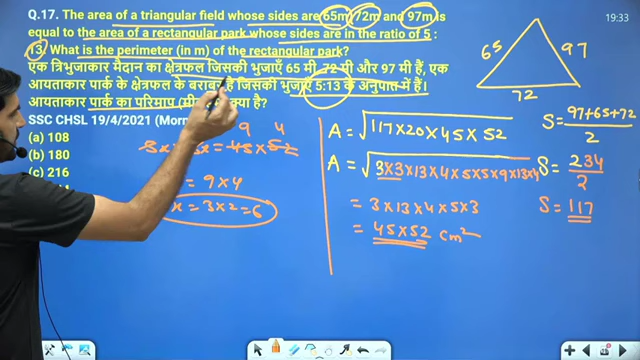 Q.17. The area of a triangular field whose sides are 65m, 72m and 97m is
equal to the area of a rectangular park whose sides are in the ratio of 5 :
13. What is the perimeter (in m) of the rectangular park?
एक त्रिभुजाकार मैदान का क्षेत्रफल जिसकी भुजाएँ 65 मी, 72 मी और 97 मी हैं, एक
आयताकार पार्क के क्षेत्रफल के बराबर है जिसकी भुजाएं 5:13 के अनुपात में हैं।
आयताकार पार्क का परिमाप (मी क्या है?
SSC CHSL 19/4/2021 (Morn
(a) 108
(b) 180
(c) 216
9 4
= 45 × 52
= 9 × 4
x = 3 × 2 = 6
A = √117×20×45×52
A = √3×3×13×4×5×5×9×13×4
= 3×13×4×5×3
= 45×52 cm²
65
97
72
S = 97+65+72
2
S = 234
2
S = 117
19:33